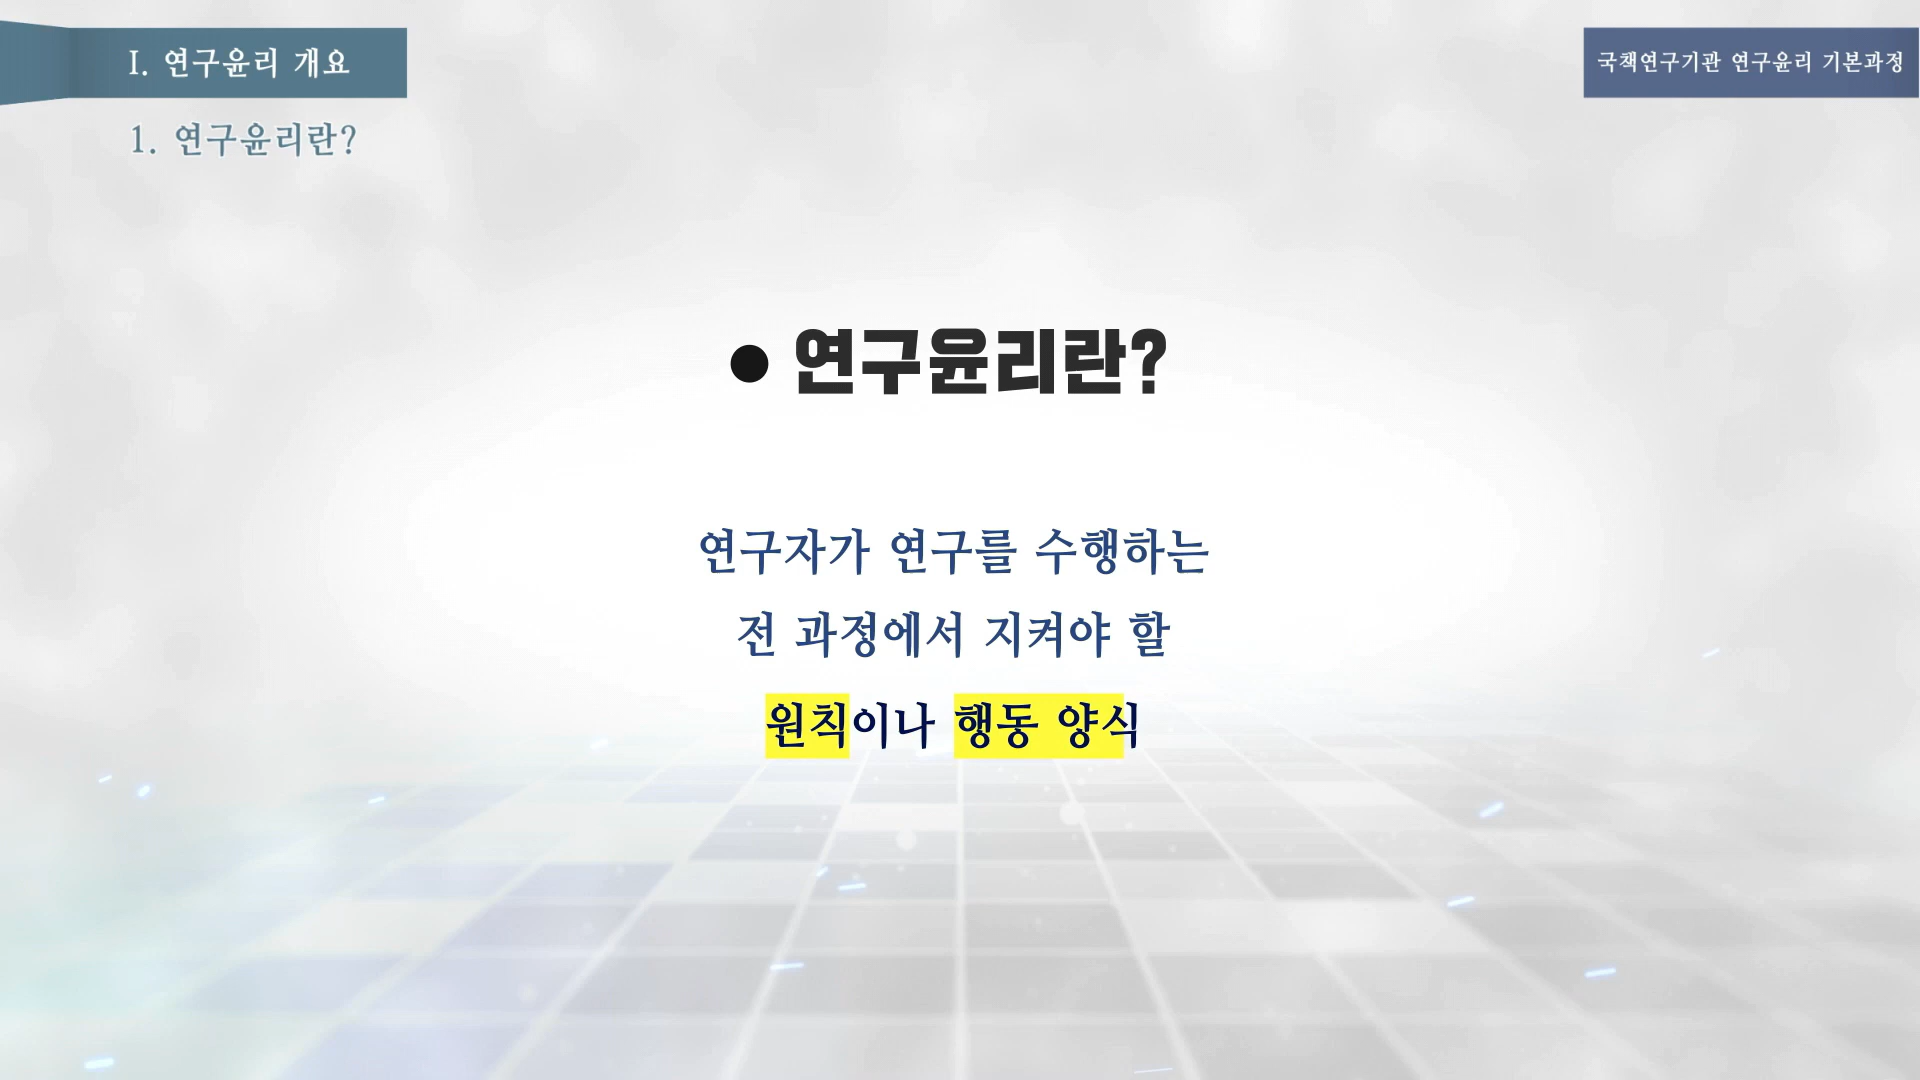 I. 연구윤리 개요
국책연구기관 연구윤리 기본과정
1. 연구윤리란?
● 연구윤리란?
연구자가 연구를 수행하는
전 과정에서 지켜야 할
원칙이나 행동 양식